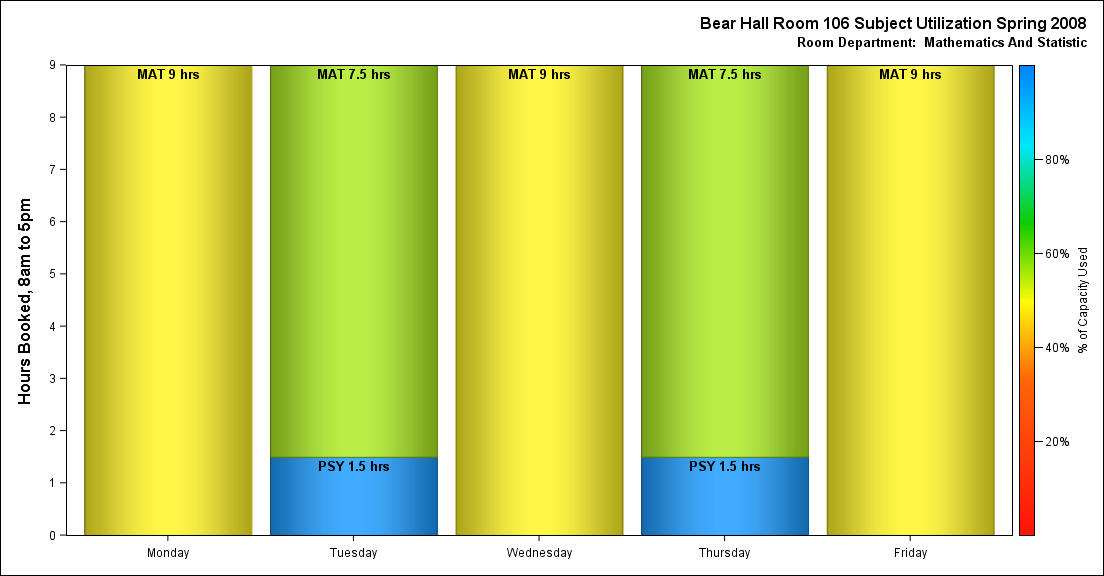 Bear Hall Room 106 Subject Utilization Spring 2008
Room Department:  Mathematics And Statistic
Hours Booked, 8am to 5pm
9
8
7
6
5
4
3
2
1
0
MAT 9 hrs
MAT 7.5 hrs
MAT 9 hrs
MAT 7.5 hrs
MAT 9 hrs
PSY 1.5 hrs
PSY 1.5 hrs
Monday
Tuesday
Wednesday
Thursday
Friday
80%
60%
40%
20%
% of Capacity Used